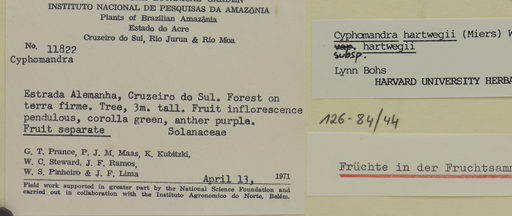 INSTITUTO NACIONAL DE PESQUISAS DA AMAZÔNIA
Plants of Brazilian Amazônia
Estado do Acre
Cruzeiro do Sul, Rio Jurua & Rio Moa
No. 11822
Cyphomandra
Estrada Alemanha, Cruzeiro do Sul. Forest on
terra firme. Tree, 3m. tall. Fruit inflorescence
pendulous, corolla green, anther purple.
Fruit separate Solanaceae
G. T. Prance, P. J. M. Maas, K. Kubitzki,
W. C. Steward, J. F. Ramos,
W. S. Pinheiro & J. F. Lima
April 13, 1971
Field work supported in greater part by the National Science Foundation and
carried out in collaboration with the Instituto Agronomico do Norte, Belém.
Cyphomandra hartwegii (Miers) W
var. hartwegii
subsp.
Lynn Bohs
HARVARD UNIVERSITY HERBA
126-84/44
Früchte in der Fruchtsamm